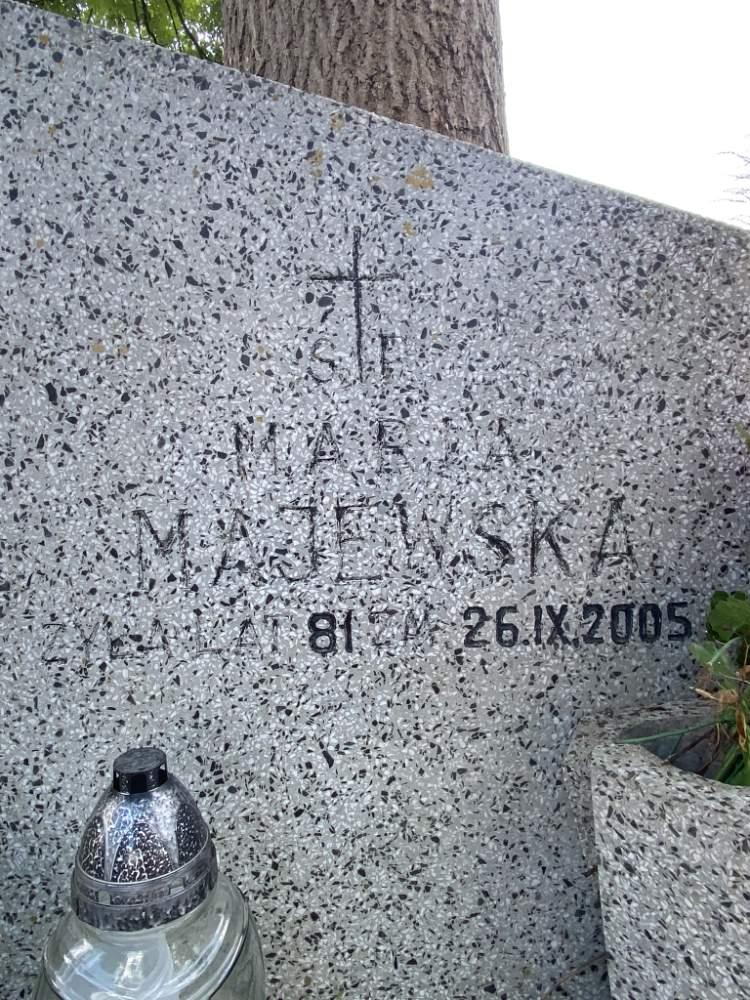 Ś P
MARIA
MAJEWSKA
ŻYŁA LAT 81 ZM 26.IX.2005